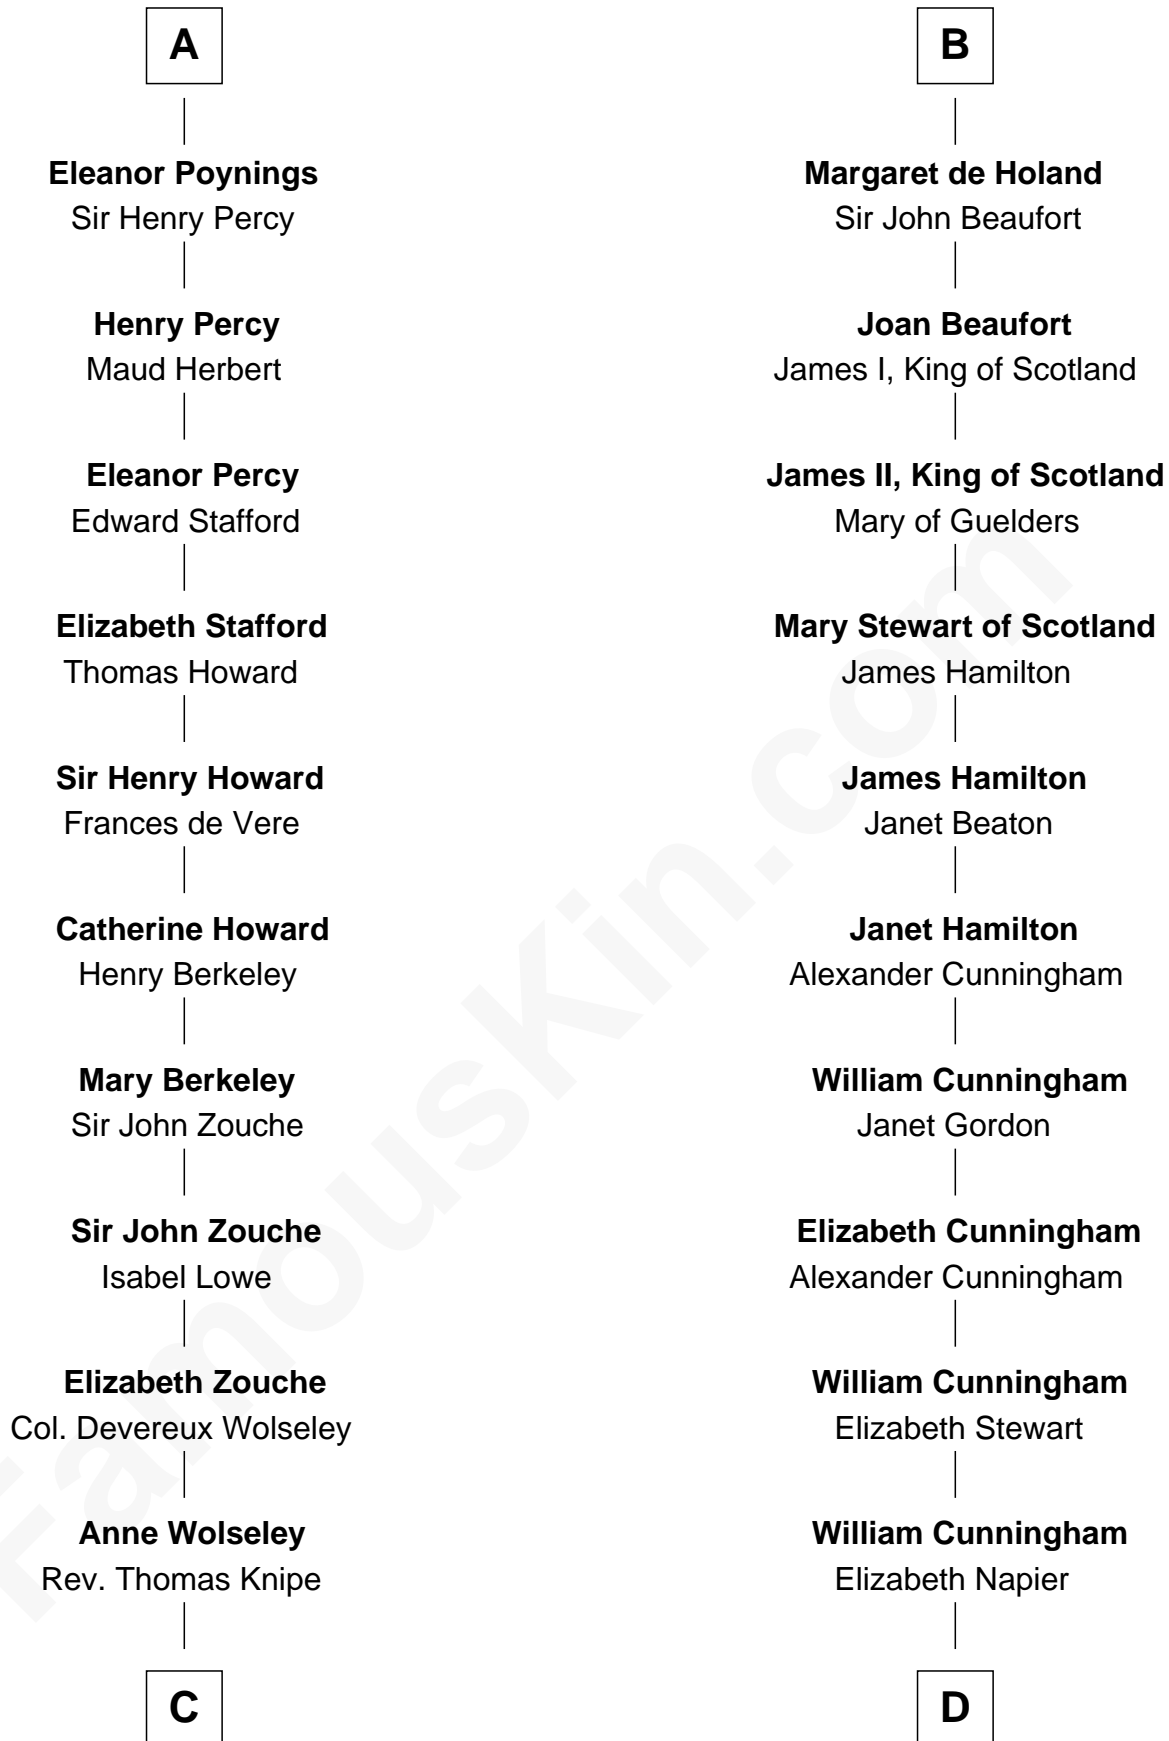 A
Eleanor Poynings
Sir Henry Percy
Henry Percy
Maud Herbert
Eleanor Percy
Edward Stafford
Elizabeth Stafford
Thomas Howard
Sir Henry Howard
Frances de Vere
Catherine Howard
Henry Berkeley
Mary Berkeley
Sir John Zouche
Sir John Zouche
Isabel Lowe
Elizabeth Zouche
Col. Devereux Wolseley
Anne Wolseley
Rev. Thomas Knipe
C
B
Margaret de Holand
Sir John Beaufort
Joan Beaufort
James I, King of Scotland
James II, King of Scotland
Mary of Guelders
Mary Stewart of Scotland
James Hamilton
James Hamilton
Janet Beaton
Janet Hamilton
Alexander Cunningham
William Cunningham
Janet Gordon
Elizabeth Cunningham
Alexander Cunningham
William Cunningham
Elizabeth Stewart
William Cunningham
Elizabeth Napier
D
FamousKin.com